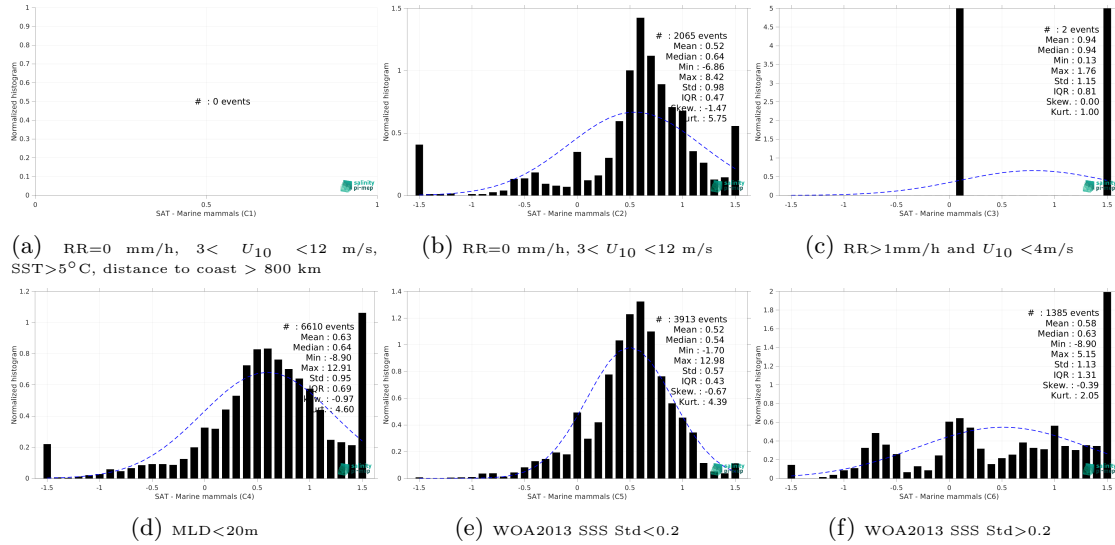 Normalized histogram
1
0.9
0.8
0.7
0.6
0.5
0.4
0.3
0.2
0.1
0
0 0.5 1
# : 0 events
salinity
pi-mep
SAT - Marine mammals (C1)
(a) RR=0 mm/h, 3< U10 <12 m/s,
SST>5°C, distance to coast > 800 km
Normalized histogram
1.5
1
0.5
0
-1.5 -1 -0.5 0 0.5 1 1.5
# : 2065 events
Mean : 0.52
Median : 0.64
Min : -6.86
Max : 8.42
Std : 0.98
IQR : 0.47
Skew. : -1.47
Kurt. : 5.75
salinity
pi-mep
SAT - Marine mammals (C2)
(b) RR=0 mm/h, 3< U10 <12 m/s
Normalized histogram
5
4.5
4
3.5
3
2.5
2
1.5
1
0.5
0
-1.5 -1 -0.5 0 0.5 1 1.5
# : 2 events
Mean : 0.94
Median : 0.94
Min : 0.13
Max : 1.76
Std : 1.15
IQR : 0.81
Skew. : 0.00
Kurt. : 1.00
SAT - Marine mammals (C3)
(c) RR>1mm/h and U10 <4m/s
Normalized histogram
1.2
1
0.8
0.6
0.4
0.2
0
-1.5 -1 -0.5 0 0.5 1 1.5
# : 6610 events
Mean : 0.63
Median : 0.64
Min : -8.90
Max : 12.91
Std : 0.95
IQR : 0.69
Skew. : -0.97
Kurt. : 4.60
SAT - Marine mammals (C4)
(d) MLD<20m
Normalized histogram
1.4
1.2
1
0.8
0.6
0.4
0.2
0
-1.5 -1 -0.5 0 0.5 1 1.5
# : 3913 events
Mean : 0.52
Median : 0.54
Min : -1.70
Max : 12.98
Std : 0.57
IQR : 0.43
Skew. : -0.67
Kurt. : 4.39
SAT - Marine mammals (C5)
(e) WOA2013 SSS Std<0.2
Normalized histogram
2
1.8
1.6
1.4
1.2
1
0.8
0.6
0.4
0.2
0
-1.5 -1 -0.5 0 0.5 1 1.5
# : 1385 events
Mean : 0.58
Median : 0.63
Min : -8.90
Max : 5.15
Std : 1.13
IQR : 1.31
Skew. : -0.39
Kurt. : 2.05
SAT - Marine mammals (C6)
(f) WOA2013 SSS Std>0.2